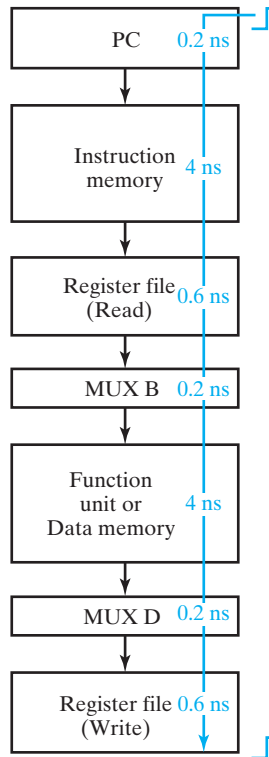 PC 0.2 ns
Instruction
memory
4 ns
Register file
(Read)
0.6 ns
MUX B 0.2 ns
Function
unit or
Data memory
4 ns
MUX D 0.2 ns
Register file
(Write)
0.6 ns